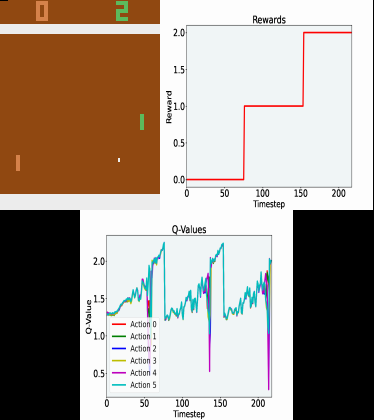 0 2
Rewards
2.0
1.5
1.0
0.5
0.0
Reward
0 50 100 150 200
Timestep
Q-Values
2.0
1.5
1.0
0.5
Q-Value
Action 0
Action 1
Action 2
Action 3
Action 4
Action 5
0 50 100 150 200
Timestep